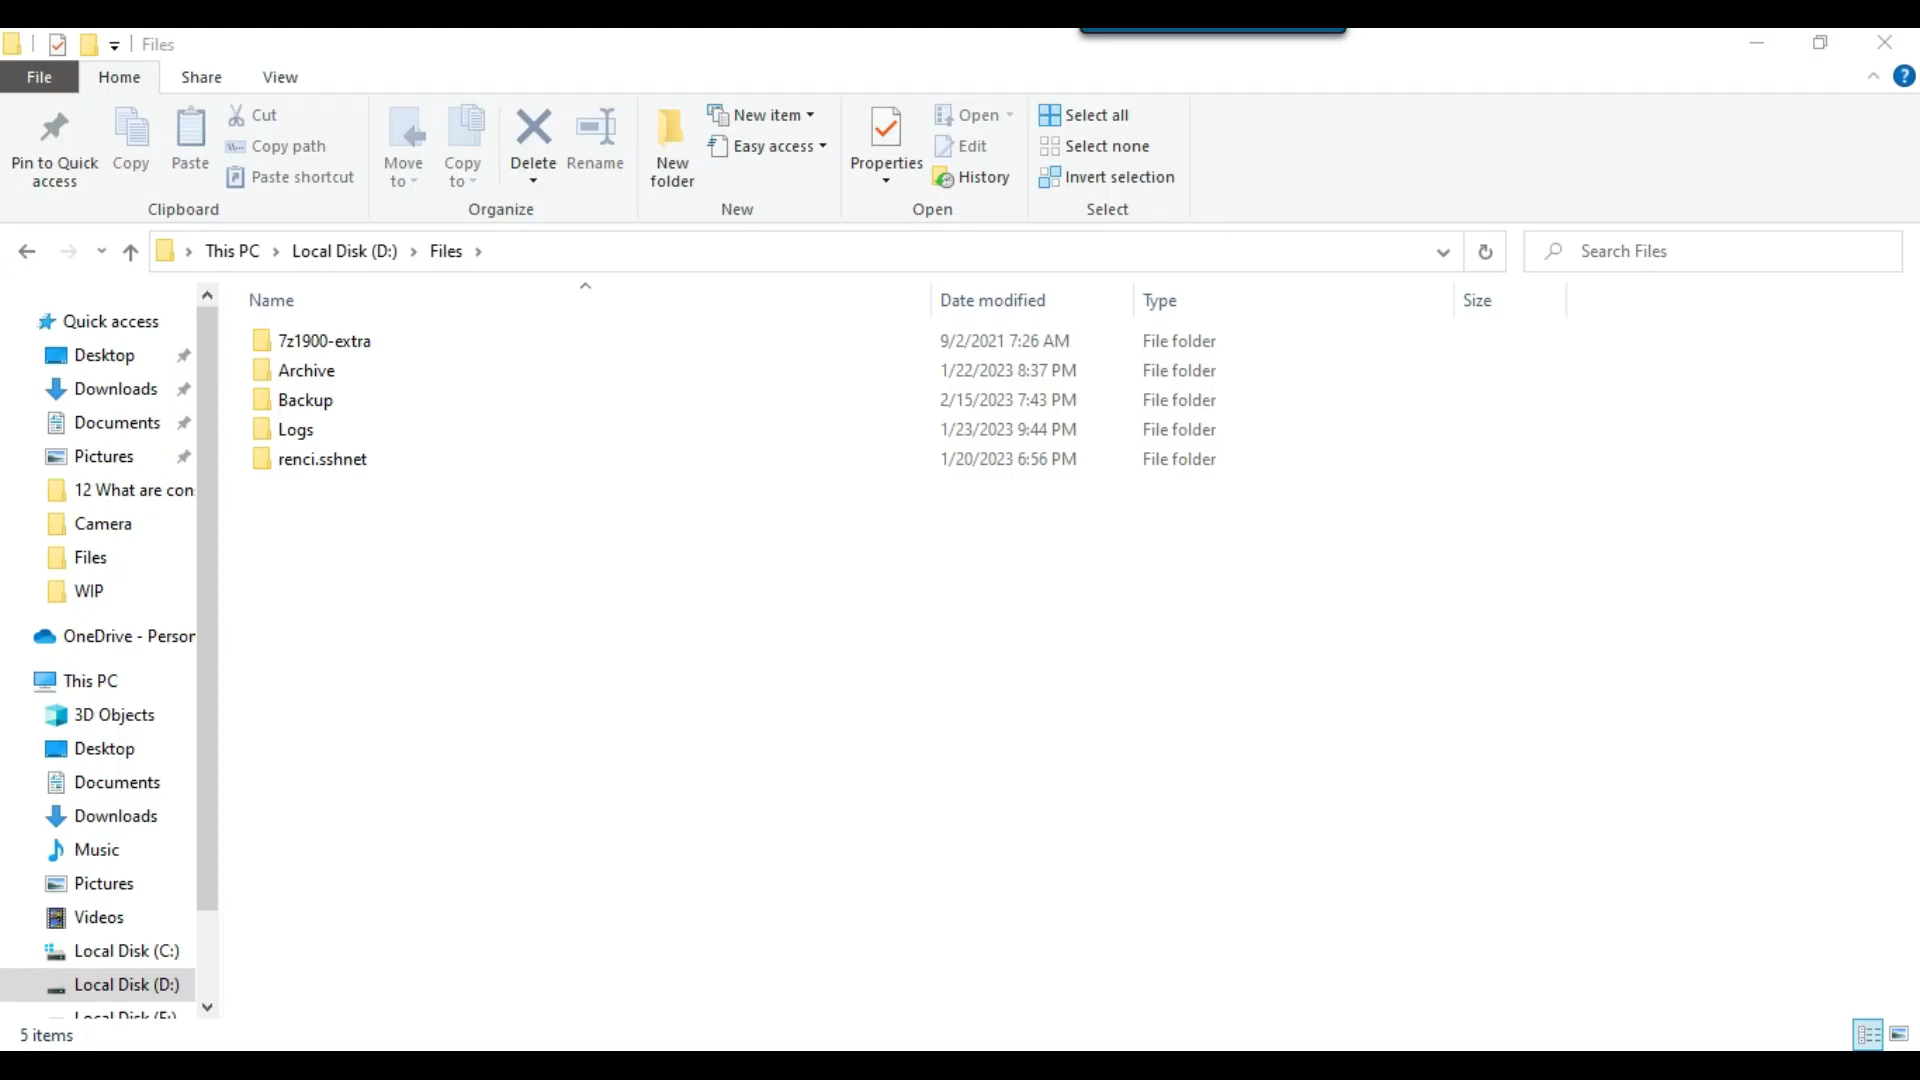 Files
File Home Share View
Pin to Quick access
Copy
Paste
Cut
Copy path
Paste shortcut
Clipboard
Move to
Copy to
Delete
Rename
Organize
New folder
New item
Easy access
New
Properties
Open
Edit
History
Open
Select all
Select none
Invert selection
Select
This PC > Local Disk (D:) > Files >
Search Files
Name Date modified Type Size
7z1900-extra 9/2/2021 7:26 AM File folder
Archive 1/22/2023 8:37 PM File folder
Backup 2/15/2023 7:43 PM File folder
Logs 1/23/2023 9:44 PM File folder
renci.sshnet 1/20/2023 6:56 PM File folder
Quick access
Desktop
Downloads
Documents
Pictures
12 What are con
Camera
Files
WIP
OneDrive - Person
This PC
3D Objects
Desktop
Documents
Downloads
Music
Pictures
Videos
Local Disk (C:)
Local Disk (D:)
5 items